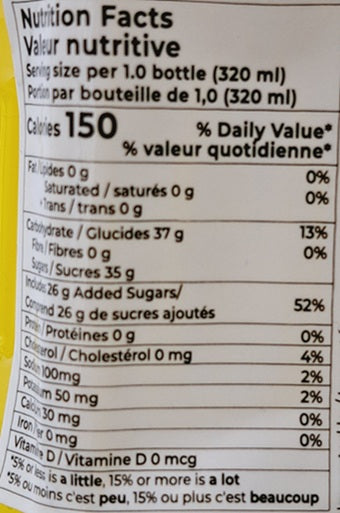 Nutrition Facts
Valeur nutritive
Serving size per 1.0 bottle (320 ml)
Portion par bouteille de 1,0 (320 ml)
Calories 150
% Daily Value*
% valeur quotidienne*
Fat / Lipides 0 g 0%
Saturated / saturés 0 g 0%
+Trans / trans 0 g
Carbohydrate / Glucides 37 g 13%
Fibre / Fibres 0 g 0%
Sugars / Sucres 35 g
Includes 26 g Added Sugars/ 52%
Comprend 26 g de sucres ajoutés
Protein / Protéines 0 g 0%
Cholesterol / Cholestérol 0 mg 4%
Sodium 100mg 2%
Potassium 50 mg 2%
Calcium 30 mg 0%
Iron / Fer 0 mg 0%
Vitamine D / Vitamine D 0 mcg
*5% or less is a little, 15% or more is a lot
*5% ou moins c'est peu, 15% ou plus c'est beaucoup